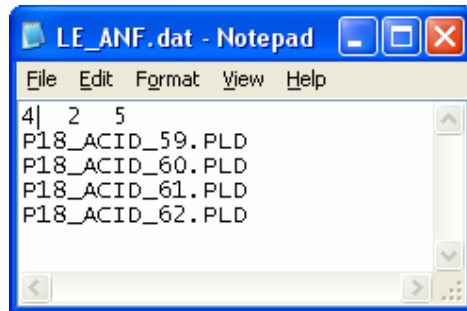 LE_ANF.dat - Notepad
File Edit Format View Help
4 2 5
P18_ACID_59.PLD
P18_ACID_60.PLD
P18_ACID_61.PLD
P18_ACID_62.PLD